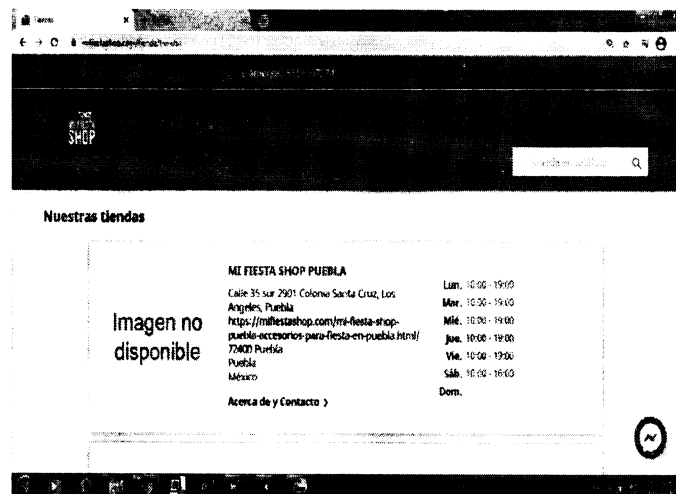 Tiendas
MI FIESTA
SHOP
Nuestras tiendas
Imagen no
disponible
MI FIESTA SHOP PUEBLA
Calle 35 sur 2901 Colonia Santa Cruz, Los
Angeles, Puebla
https://mifiestashop.com/mi-fiesta-shop-
puebla-accesorios-para-fiesta-en-puebla.html/
72400 Puebla
Puebla
México
Acerca de y Contacto >
Lun. 10:00 - 19:00
Mar. 10:00 - 19:00
Mié. 10:00 - 19:00
Jue. 10:00 - 19:00
Vie. 10:00 - 19:00
Sáb. 10:00 - 16:00
Dom.